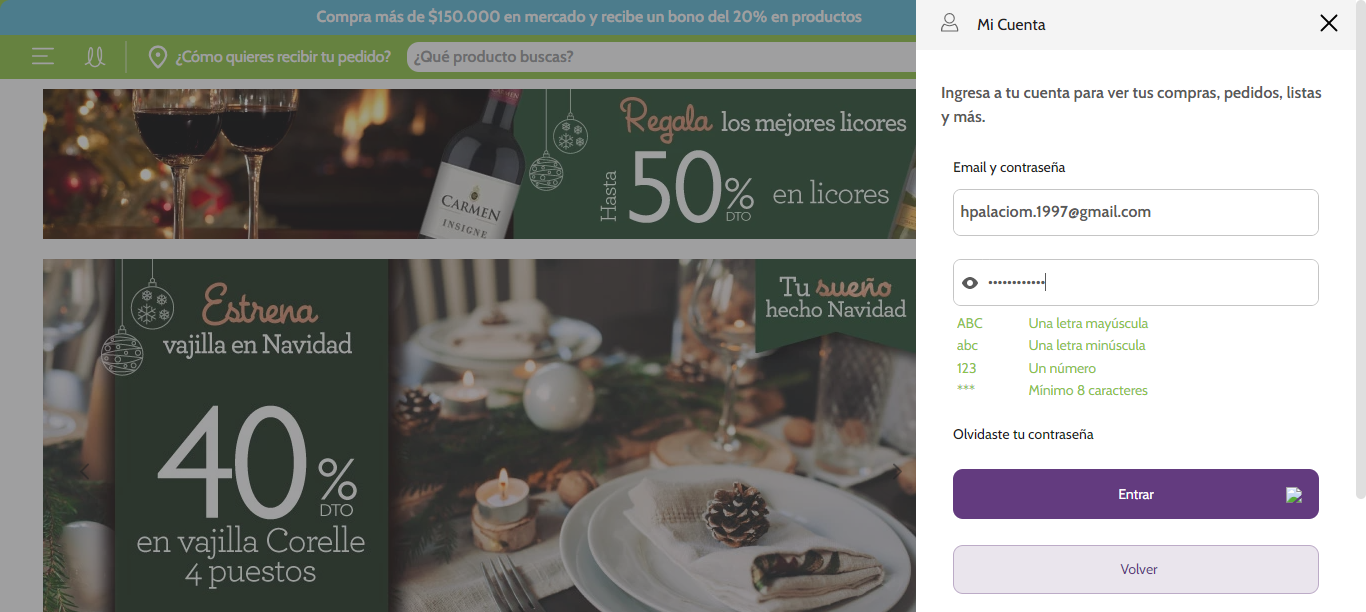 Compra más de $150.000 en mercado y recibe un bono del 20% en productos
¿Cómo quieres recibir tu pedido?
¿Qué producto buscas?
Regala los mejores licores
Hasta 50% DTO en licores
CARMEN
INSIGNE
Estrena
vajilla en Navidad
40% DTO
en vajilla Corelle
4 puestos
Tu sueño
hecho Navidad
Mi Cuenta
Ingresa a tu cuenta para ver tus compras, pedidos, listas
y más.
Email y contraseña
hpalaciom.1997@gmail.com
••••••••••••
ABC Una letra mayúscula
abc Una letra minúscula
123 Un número
*** Mínimo 8 caracteres
Olvidaste tu contraseña
Entrar
Volver